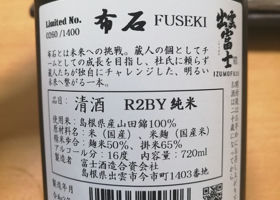 Limited No.
0260 / 1400
布石 FUSEKI
出雲富士
IZUMOFUJI
布石とは未来への挑戦。蔵人の個としてチ
ームとしての成長を目指し、杜氏に頼らず
蔵人たちが独自にチャレンジした、明るい
未来へ繋がる一本。
品目：清酒 R2BY 純米
使用米：島根県産山田錦100%
原材料名：米（国産）、米麹（国産米）
精米歩合：麹50%、掛米65%
アルコール分：16度 内容量：720ml
製造者：富士酒造合資会社
島根県出雲市今市町1403番地
製造年月